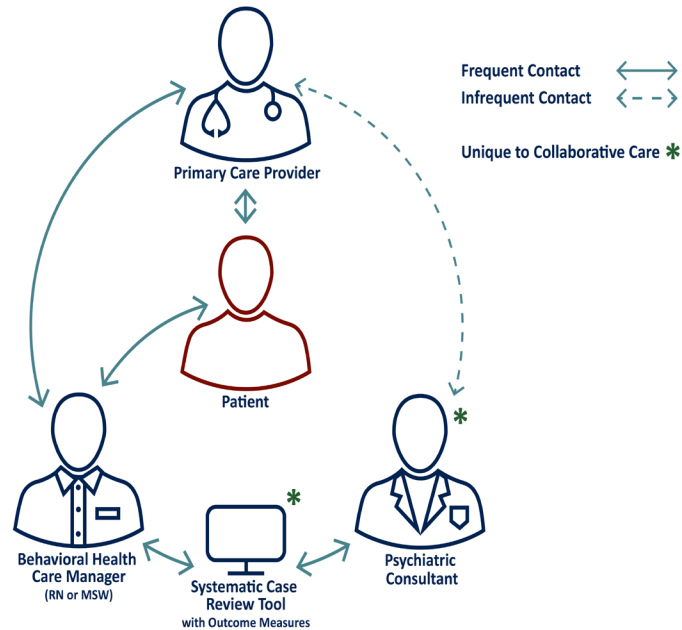 Frequent Contact
Infrequent Contact
Unique to Collaborative Care *
Primary Care Provider
Patient
*
*
Behavioral Health
Care Manager
(RN or MSW)
Systematic Case
Review Tool
with Outcome Measures
Psychiatric
Consultant